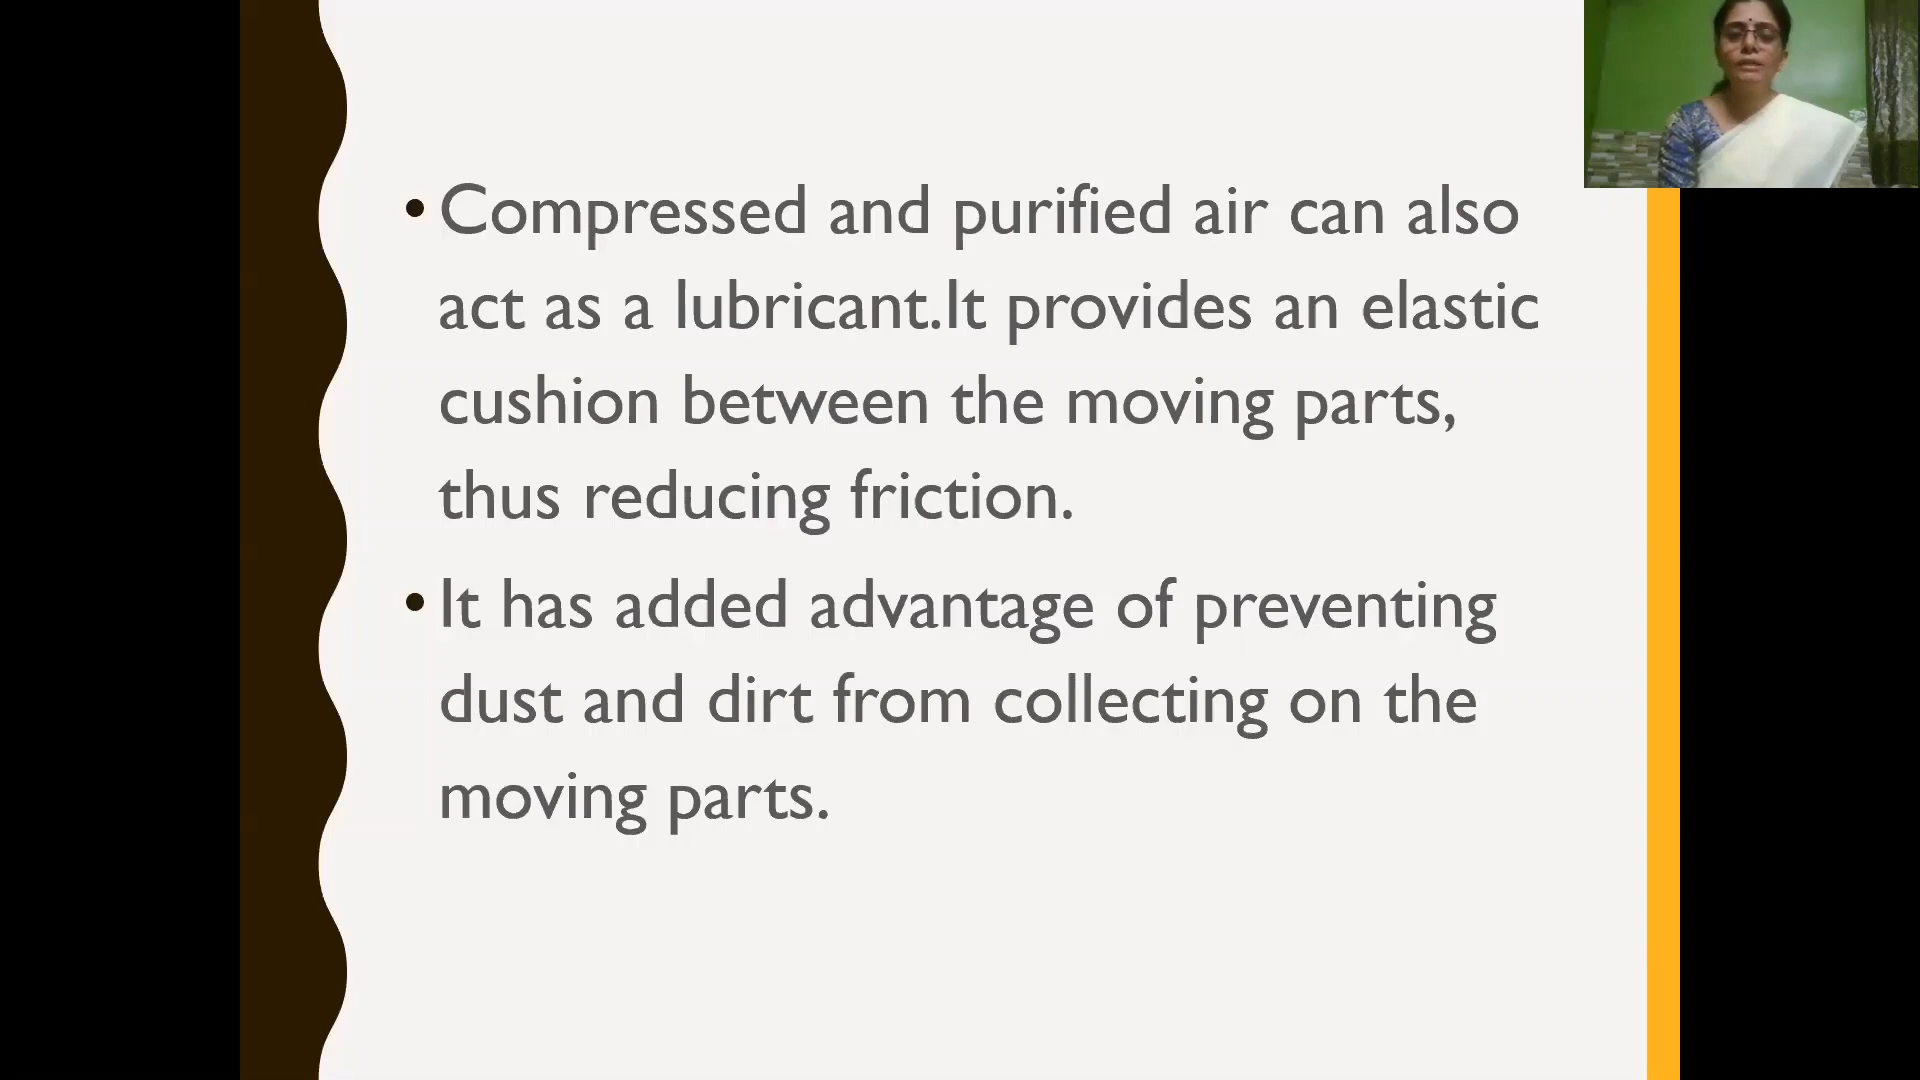 • Compressed and purified air can also
act as a lubricant.It provides an elastic
cushion between the moving parts,
thus reducing friction.
• It has added advantage of preventing
dust and dirt from collecting on the
moving parts.